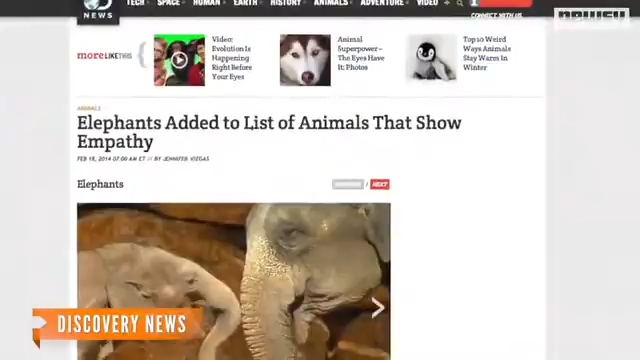 TECH
SPACE
HUMAN
EARTH
HISTORY
ANIMALS
ADVENTURE
VIDEO
NEWS
CONNECT WITH US
newsy
more LIKE THIS
Video:
Evolution Is
Happening
Right Before
Your Eyes
Animal
Superpower–
The Eyes Have
It: Photos
Top 10 Weird
Ways Animals
Stay Warm in
Winter
ANIMALS
Elephants Added to List of Animals That Show
Empathy
FEB 18, 2014 07:00 AM ET // BY JENNIFER VIEGAS
Elephants
/ NEXT
DISCOVERY NEWS